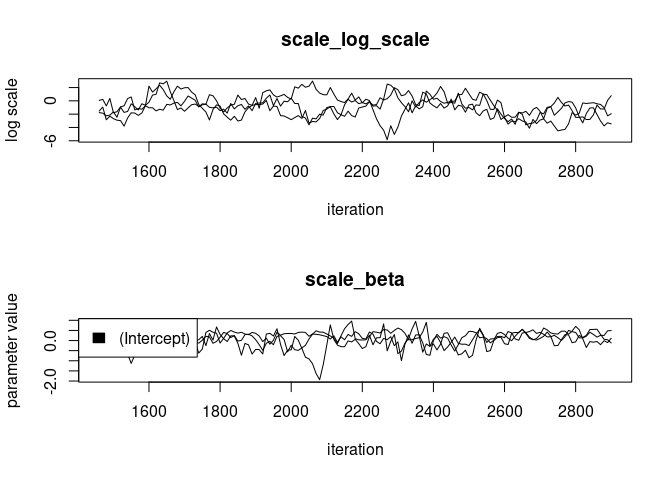 scale_log_scale
log scale
0
-6
1600 1800 2000 2200 2400 2600 2800
iteration
scale_beta
parameter value
0.0
-2.0
(Intercept)
1600 1800 2000 2200 2400 2600 2800
iteration